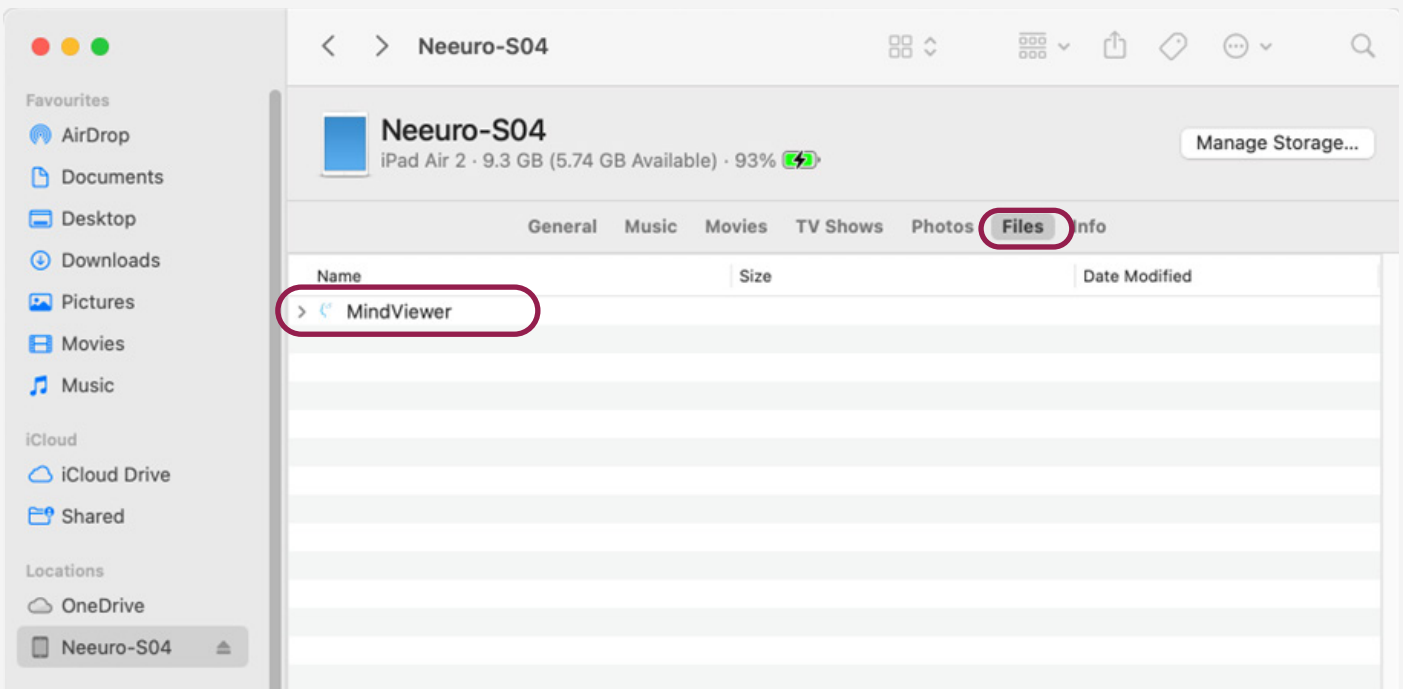 Neeuro-S04
Favourites
AirDrop
Documents
Desktop
Downloads
Pictures
Movies
Music
iCloud
iCloud Drive
Shared
Locations
OneDrive
Neeuro-S04
Neeuro-S04
iPad Air 2 · 9.3 GB (5.74 GB Available) · 93%
Manage Storage...
General Music Movies TV Shows Photos Files Info
Name Size Date Modified
MindViewer